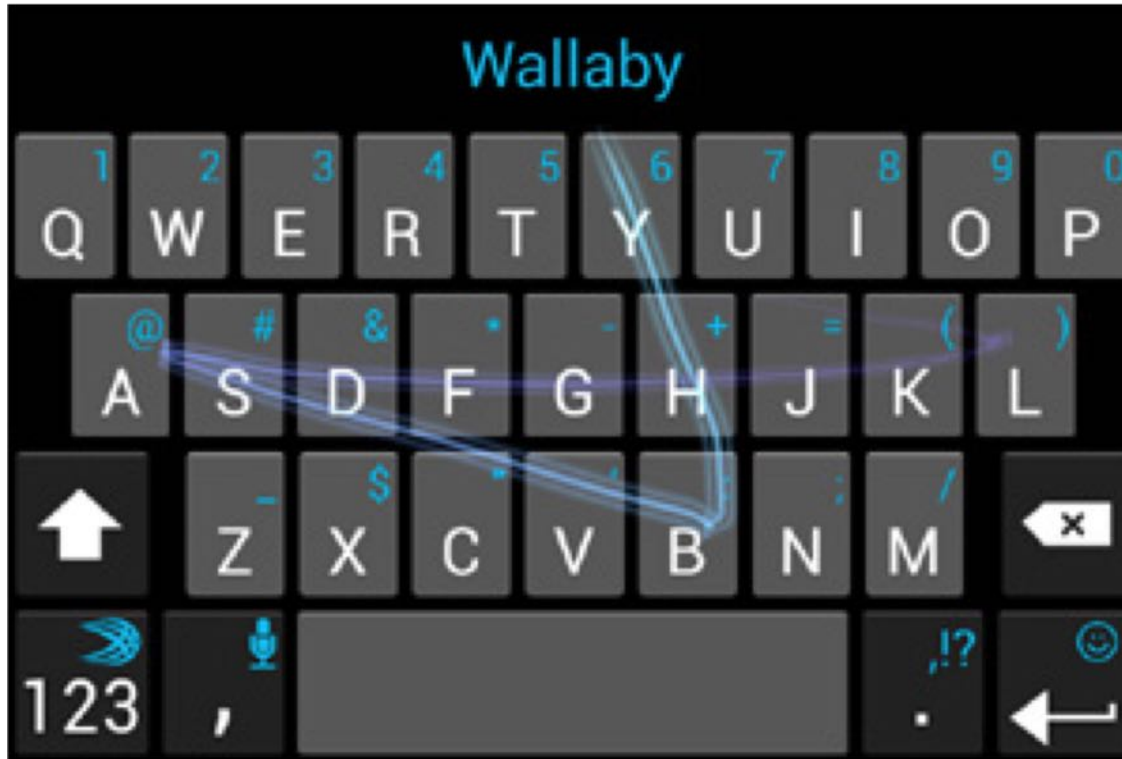 Wallaby
1 2 3 4 5 6 7 8 9 0
Q W E R T Y U I O P
@ # & * - + = ( )
A S D F G H J K L
_ $ " ' : ; /
Z X C V B N M
,!?
123 , .